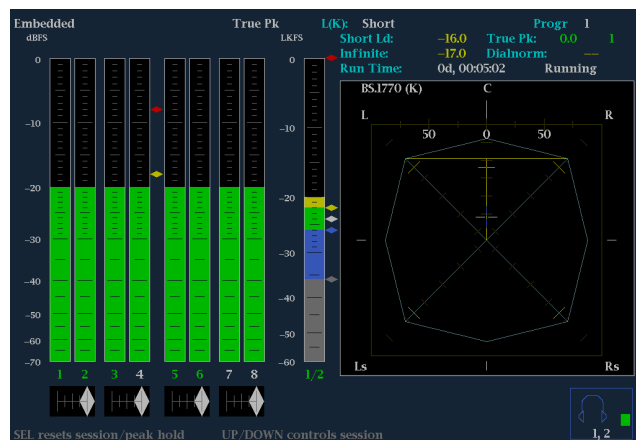 Embedded True Pk L(K): Short Progr 1
dBFS LKFS Short Ld: -16.0 True Pk: 0.0 1
Infinite: -17.0 Dialnorm: --
Run Time: 0d, 00:05:02 Running
0 0
BS.1770 (K) C
L R
-10 -10
50 0 50
-20 -20
-30 -30
-40 -40
-50 -50
-60
-70 -60
Ls Rs
1 2 3 4 5 6 7 8 1/2
1, 2
SEL resets session/peak hold UP/DOWN controls session